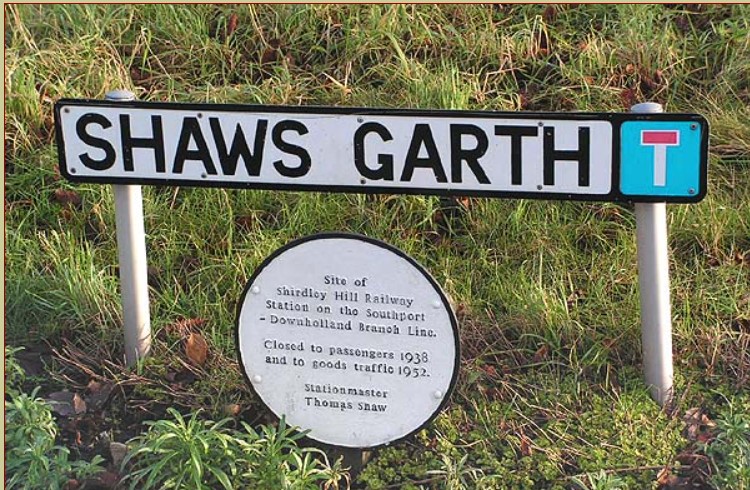 SHAWS GARTH
Site of
Shirdley Hill Railway
Station on the Southport
- Downholland Branch Line.
Closed to passengers 1938
and to goods traffic 1952.
Stationmaster
Thomas Shaw